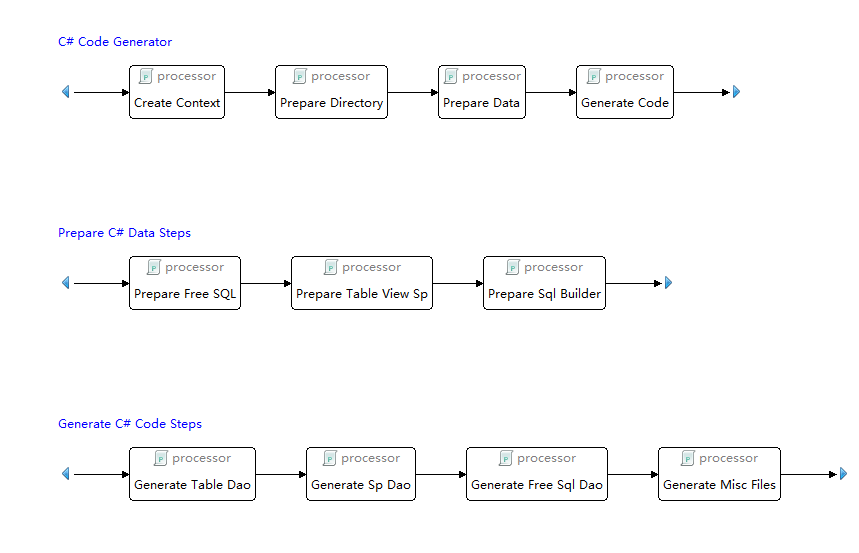 C# Code Generator
processor processor processor processor
Create Context Prepare Directory Prepare Data Generate Code
Prepare C# Data Steps
processor processor processor
Prepare Free SQL Prepare Table View Sp Prepare Sql Builder
Generate C# Code Steps
processor processor processor processor
Generate Table Dao Generate Sp Dao Generate Free Sql Dao Generate Misc Files